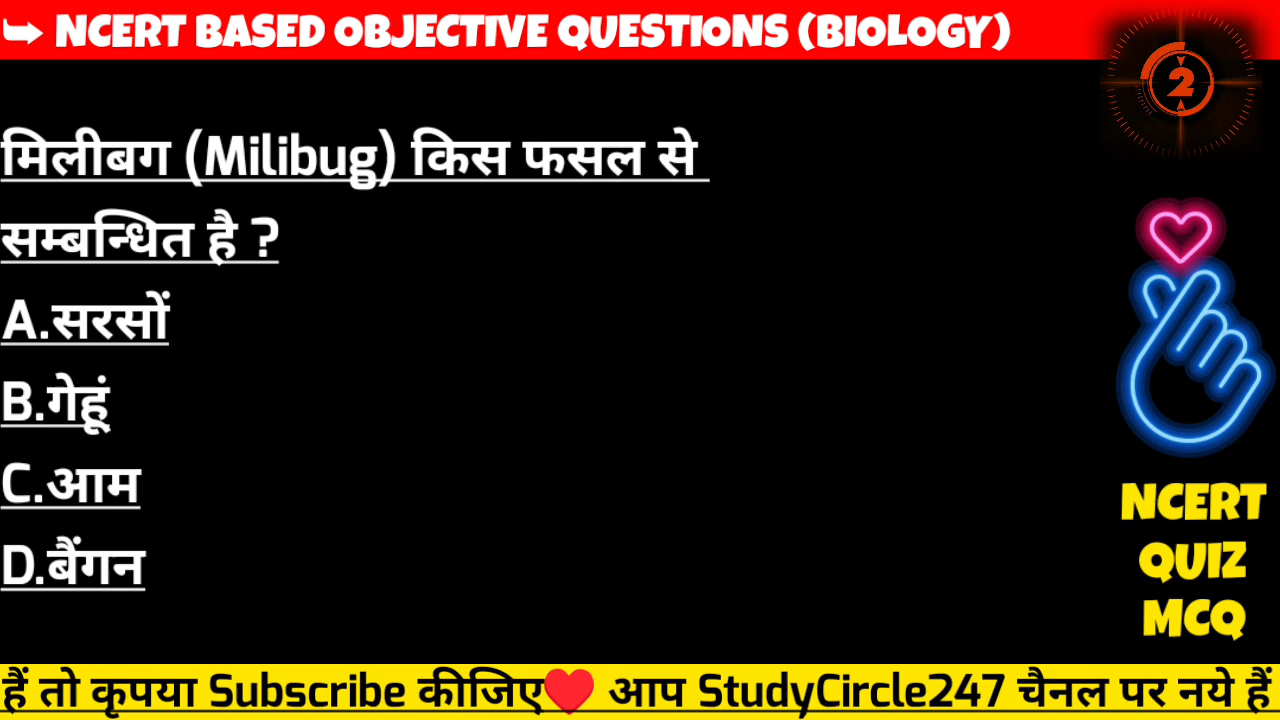 ➥ NCERT BASED OBJECTIVE QUESTIONS (BIOLOGY)
2
मिलीबग (Milibug) किस फसल से
सम्बन्धित है ?
A.सरसों
B.गेहूं
C.आम
D.बैंगन
NCERT
QUIZ
MCQ
हैं तो कृपया Subscribe कीजिए❤️ आप StudyCircle247 चैनल पर नये हैं